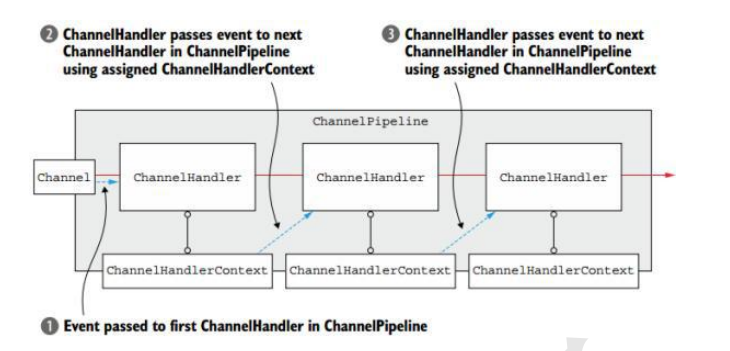 2 ChannelHandler passes event to next
ChannelHandler in ChannelPipeline
using assigned ChannelHandlerContext
3 ChannelHandler passes event to next
ChannelHandler in ChannelPipeline
using assigned ChannelHandlerContext
ChannelPipeline
Channel
ChannelHandler
ChannelHandler
ChannelHandler
ChannelHandlerContext
ChannelHandlerContext
ChannelHandlerContext
1 Event passed to first ChannelHandler in ChannelPipeline